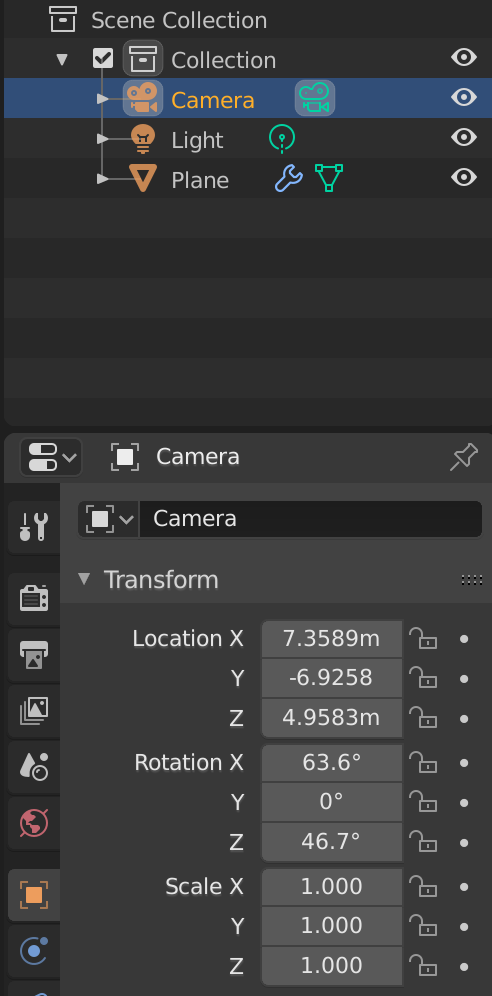 Scene Collection
Collection
Camera
Light
Plane
Camera
Camera
Transform
Location X 7.3589m
Y -6.9258
Z 4.9583m
Rotation X 63.6°
Y 0°
Z 46.7°
Scale X 1.000
Y 1.000
Z 1.000